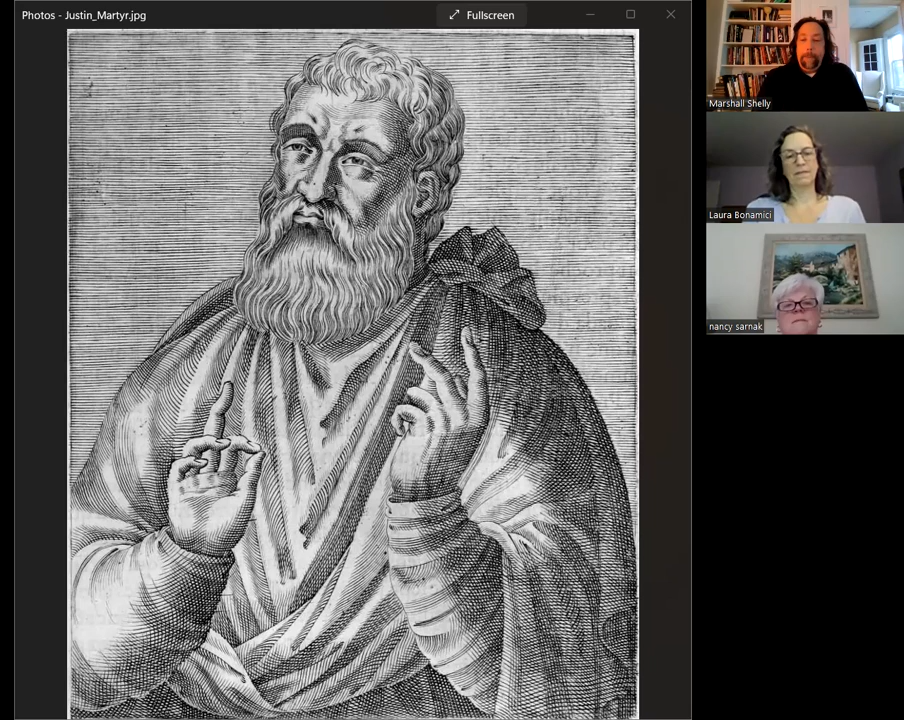 Photos - Justin_Martyr.jpg
Fullscreen
Marshall Shelly
Laura Bonamici
nancy sarnak